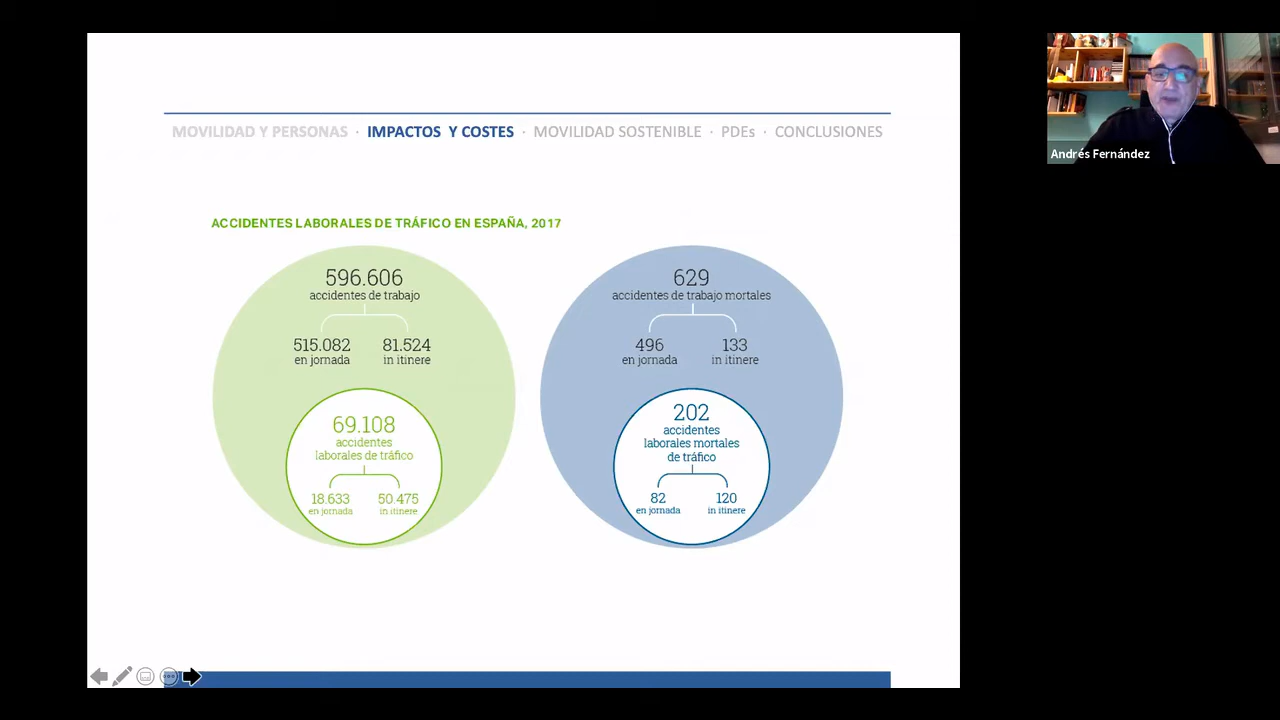 MOVILIDAD Y PERSONAS · IMPACTOS Y COSTES · MOVILIDAD SOSTENIBLE · PDEs · CONCLUSIONES
ACCIDENTES LABORALES DE TRÁFICO EN ESPAÑA, 2017
596.606
accidentes de trabajo
515.082
en jornada
81.524
in itinere
69.108
accidentes
laborales de tráfico
18.633
en jornada
50.475
in itinere
629
accidentes de trabajo mortales
496
en jornada
133
in itinere
202
accidentes
laborales mortales
de tráfico
82
en jornada
120
in itinere
Andrés Fernández